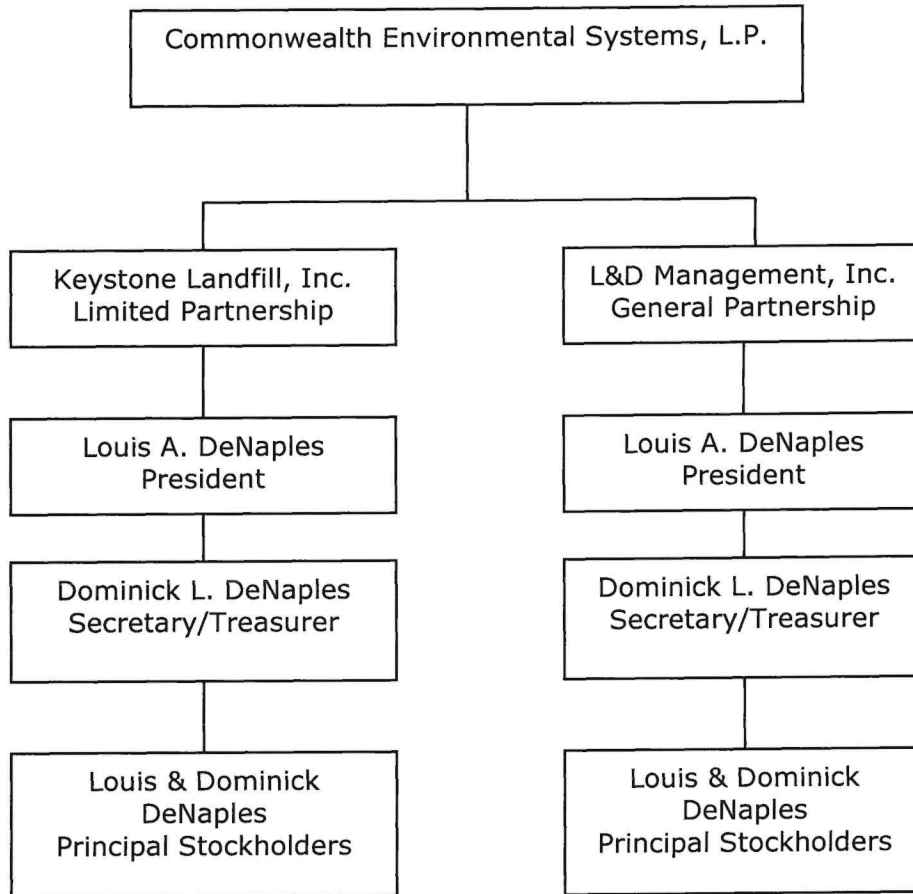 Commonwealth Environmental Systems, L.P.
Keystone Landfill, Inc.
Limited Partnership
L&D Management, Inc.
General Partnership
Louis A. DeNaples
President
Louis A. DeNaples
President
Dominick L. DeNaples
Secretary/Treasurer
Dominick L. DeNaples
Secretary/Treasurer
Louis & Dominick
DeNaples
Principal Stockholders
Louis & Dominick
DeNaples
Principal Stockholders